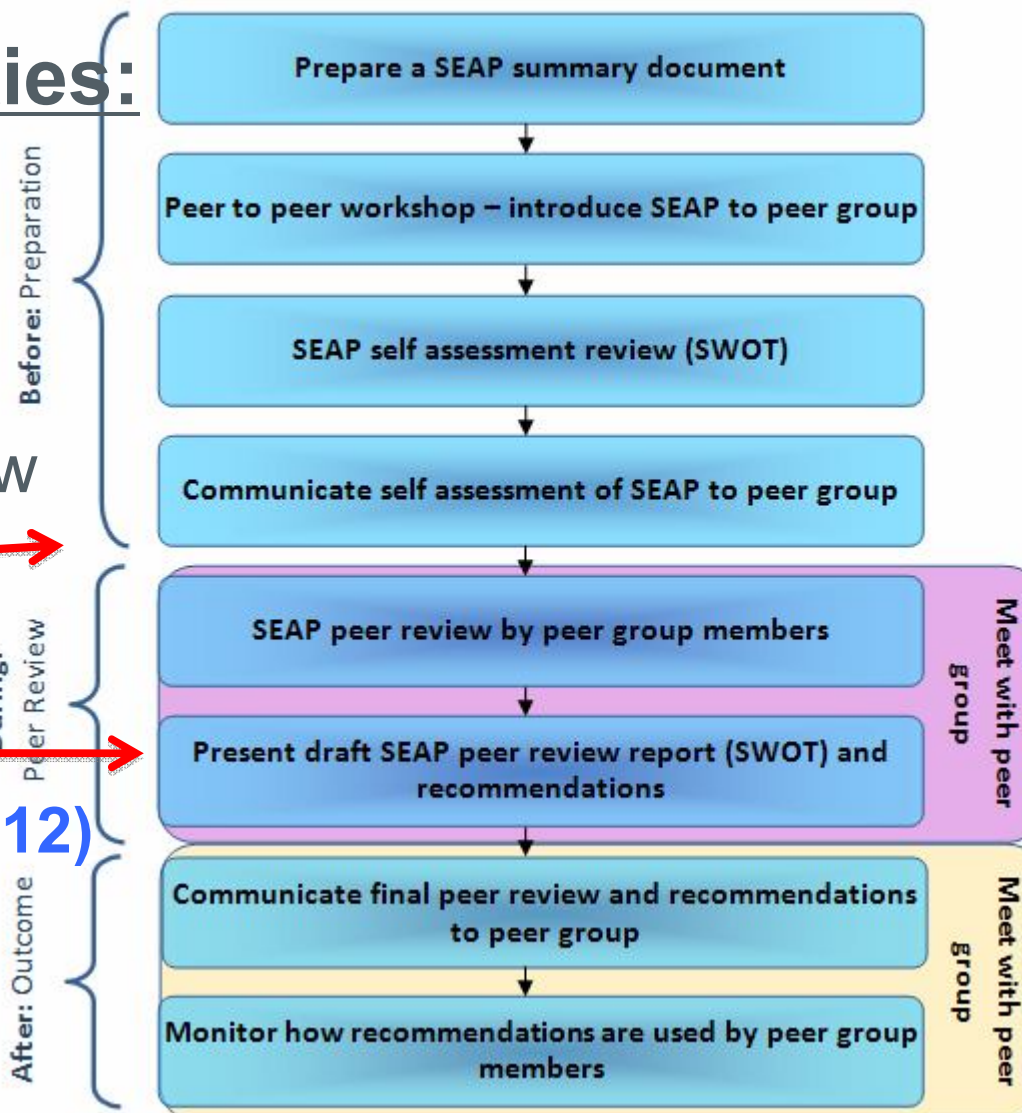 ies:
Before: Preparation
Prepare a SEAP summary document
Peer to peer workshop – introduce SEAP to peer group
SEAP self assessment review (SWOT)
w
Communicate self assessment of SEAP to peer group
Peer Review
SEAP peer review by peer group members
Present draft SEAP peer review report (SWOT) and
recommendations
Meet with peer
group
12)
After: Outcome
Communicate final peer review and recommendations
to peer group
Monitor how recommendations are used by peer group
members
Meet with peer
group